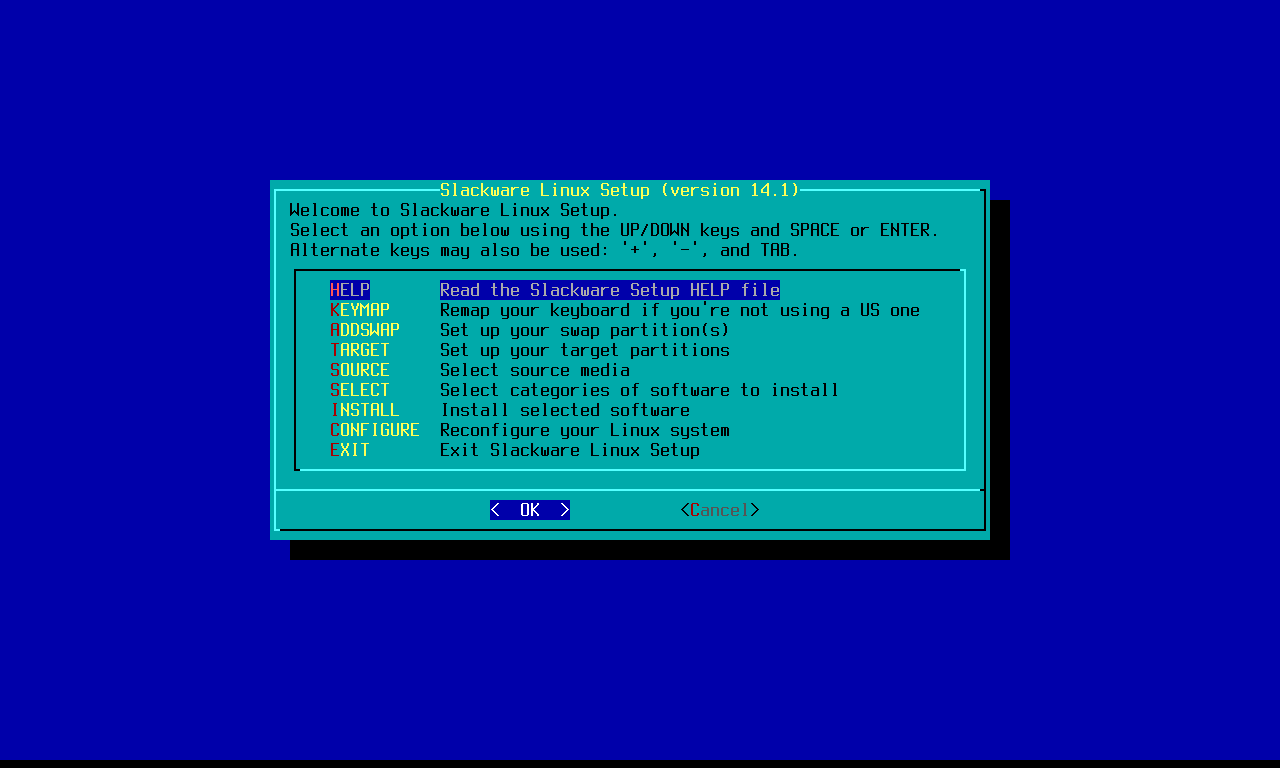 Slackware Linux Setup (version 14.1)
Welcome to Slackware Linux Setup.
Select an option below using the UP/DOWN keys and SPACE or ENTER.
Alternate keys may also be used: '+', '-', and TAB.
HELP Read the Slackware Setup HELP file
KEYMAP Remap your keyboard if you're not using a US one
ADDSWAP Set up your swap partition(s)
TARGET Set up your target partitions
SOURCE Select source media
SELECT Select categories of software to install
INSTALL Install selected software
CONFIGURE Reconfigure your Linux system
EXIT Exit Slackware Linux Setup
< OK > <Cancel>